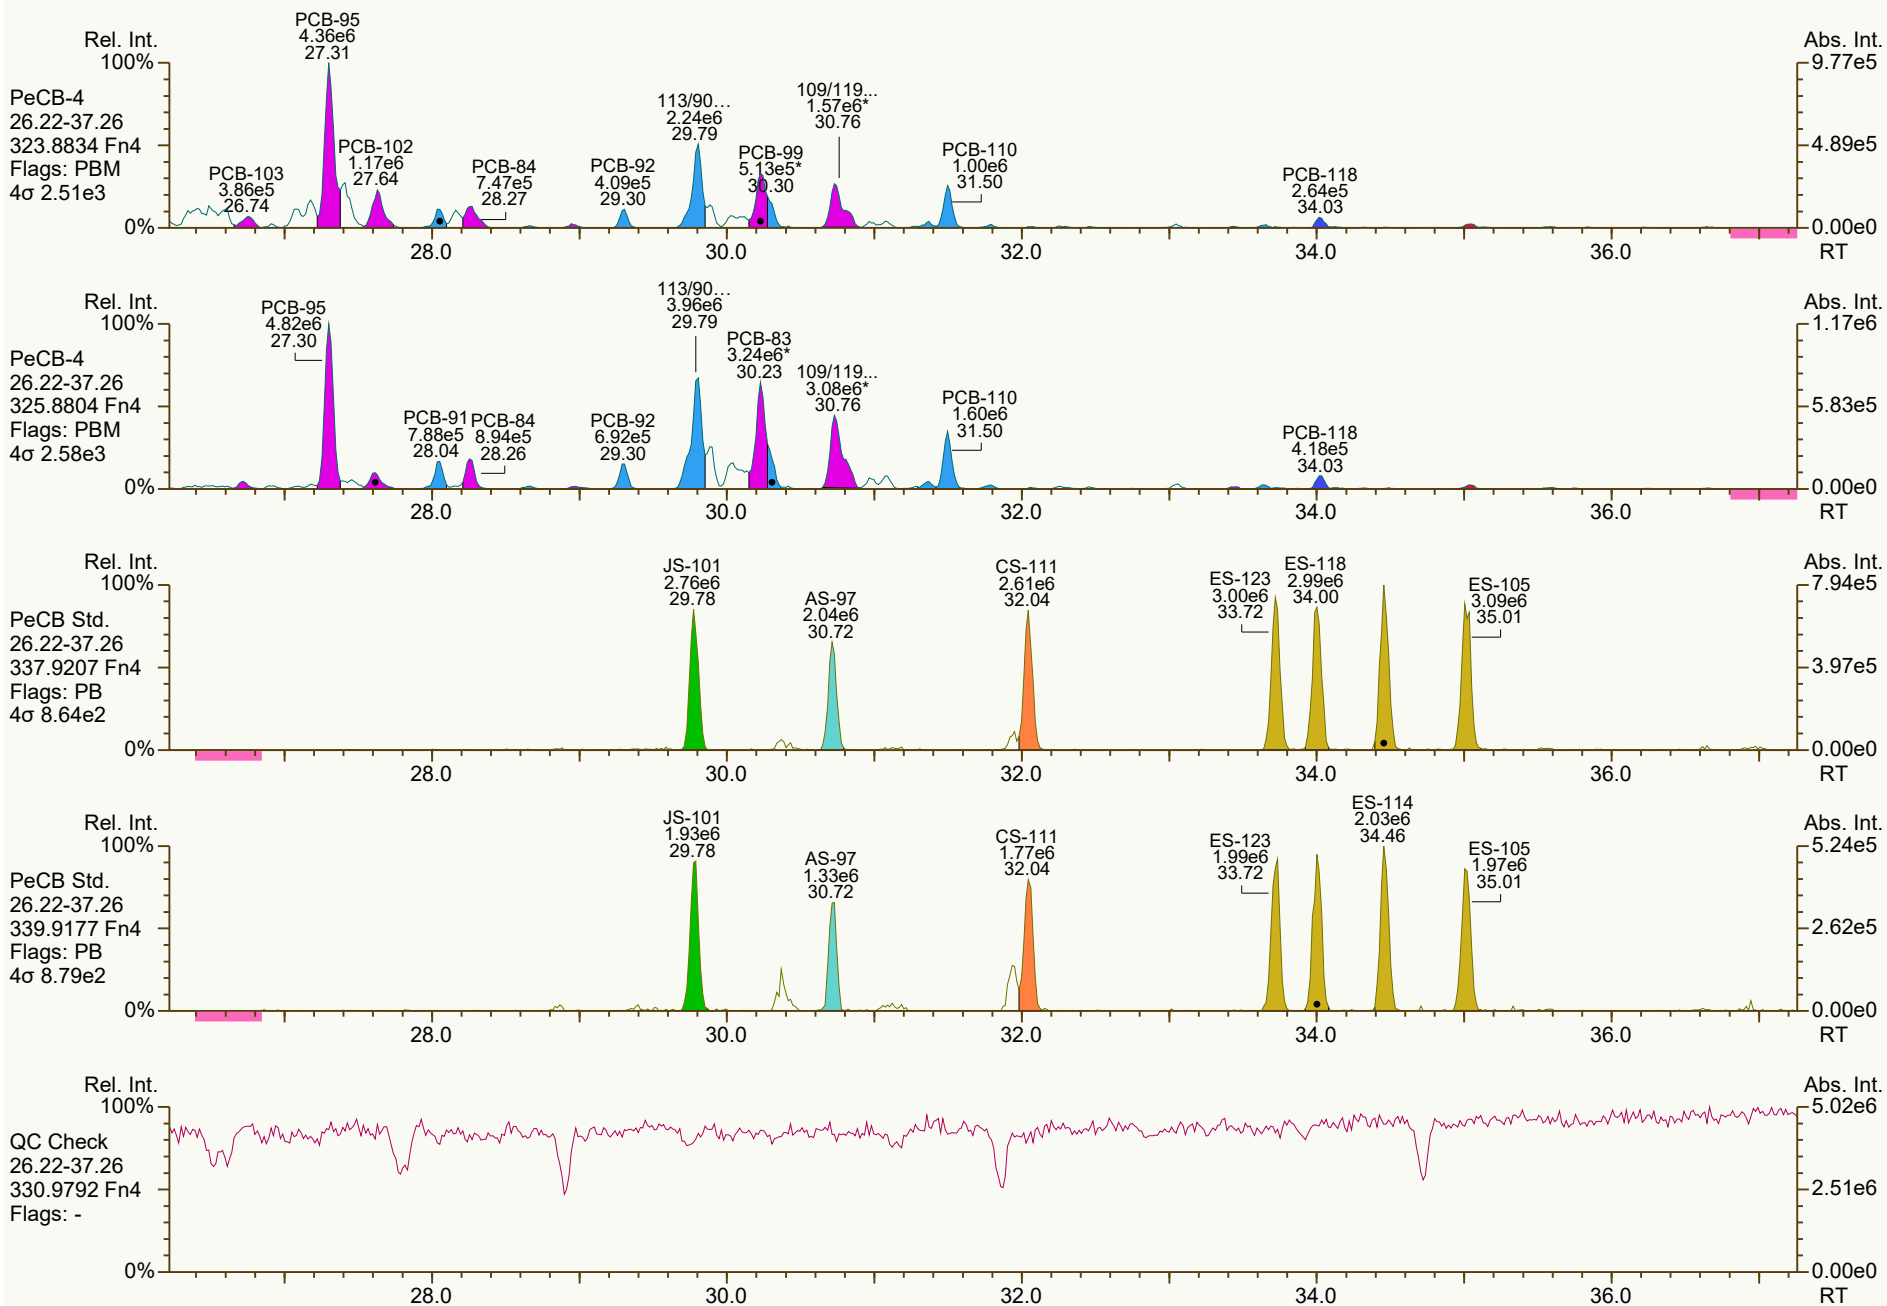 Rel. Int.
100%
0%
PeCB-4
26.22-37.26
323.8834 Fn4
Flags: PBM
4σ 2.51e3
PCB-103
3.86e5
26.74
PCB-95
4.36e6
27.31
PCB-102
1.17e6
27.64
PCB-84
7.47e5
28.27
PCB-92
4.09e5
29.30
113/90...
2.24e6
29.79
PCB-99
5.13e5*
30.30
109/119...
1.57e6*
30.76
PCB-110
1.00e6
31.50
PCB-118
2.64e5
34.03
Abs. Int.
9.77e5
4.89e5
0.00e0
28.0 30.0 32.0 34.0 36.0 RT
Rel. Int.
100%
0%
PeCB-4
26.22-37.26
325.8804 Fn4
Flags: PBM
4σ 2.58e3
PCB-95
4.82e6
27.30
PCB-91
7.88e5
28.04
PCB-84
8.94e5
28.26
PCB-92
6.92e5
29.30
113/90...
3.96e6
29.79
PCB-83
3.24e6*
30.23
109/119...
3.08e6*
30.76
PCB-110
1.60e6
31.50
PCB-118
4.18e5
34.03
Abs. Int.
1.17e6
5.83e5
0.00e0
28.0 30.0 32.0 34.0 36.0 RT
Rel. Int.
100%
0%
PeCB Std.
26.22-37.26
337.9207 Fn4
Flags: PB
4σ 8.64e2
JS-101
2.76e6
29.78
AS-97
2.04e6
30.72
CS-111
2.61e6
32.04
ES-123
3.00e6
33.72
ES-118
2.99e6
34.00
ES-105
3.09e6
35.01
Abs. Int.
7.94e5
3.97e5
0.00e0
28.0 30.0 32.0 34.0 36.0 RT
Rel. Int.
100%
0%
PeCB Std.
26.22-37.26
339.9177 Fn4
Flags: PB
4σ 8.79e2
JS-101
1.93e6
29.78
AS-97
1.33e6
30.72
CS-111
1.77e6
32.04
ES-123
1.99e6
33.72
ES-114
2.03e6
34.46
ES-105
1.97e6
35.01
Abs. Int.
5.24e5
2.62e5
0.00e0
28.0 30.0 32.0 34.0 36.0 RT
Rel. Int.
100%
0%
QC Check
26.22-37.26
330.9792 Fn4
Flags: -
Abs. Int.
5.02e6
2.51e6
0.00e0
28.0 30.0 32.0 34.0 36.0 RT